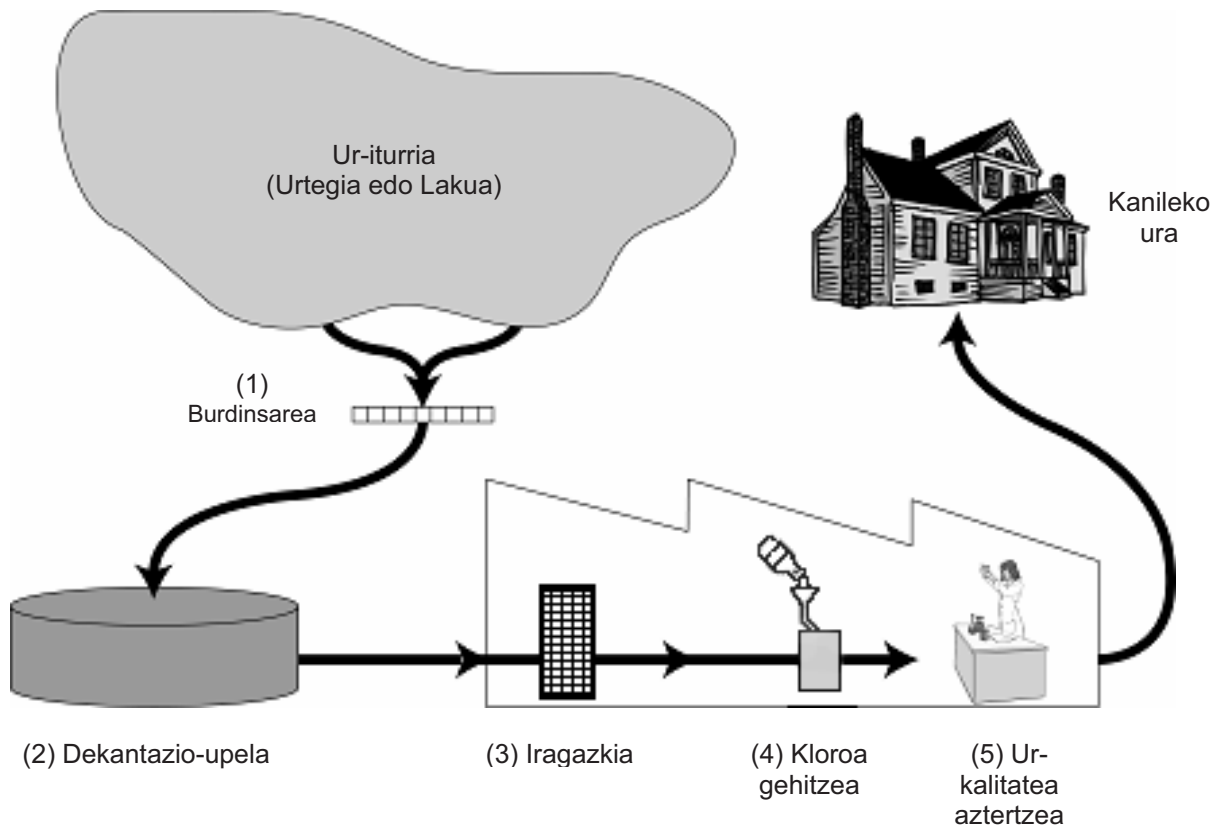 Ur-iturria
(Urtegia edo Lakua)
Kanileko
ura
(1)
Burdinsarea
(2) Dekantazio-upela
(3) Iragazkia
(4) Kloroa
gehitzea
(5) Ur-
kalitatea
aztertzea